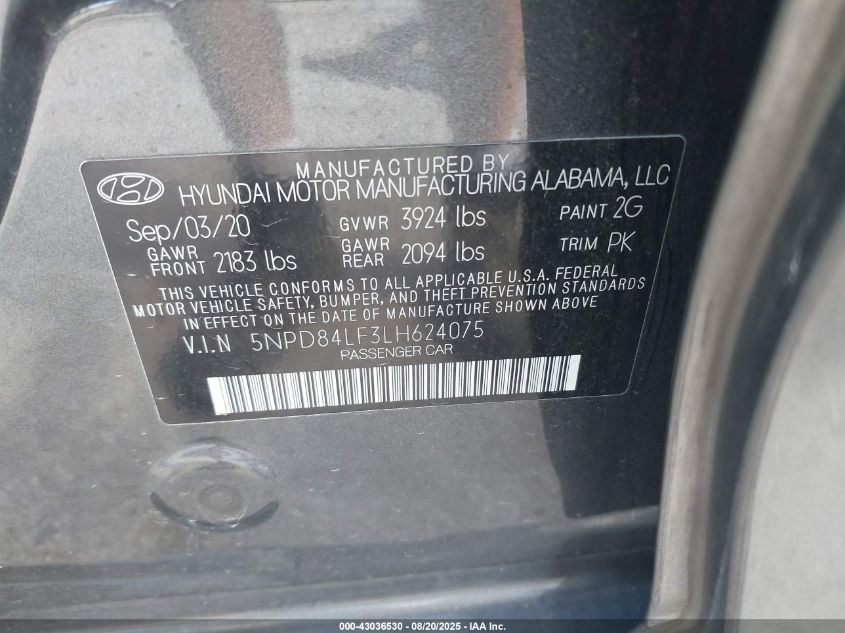 MANUFACTURED BY
HYUNDAI MOTOR MANUFACTURING ALABAMA, LLC
Sep/03/20 GVWR 3924 lbs PAINT 2G
GAWR FRONT 2183 lbs GAWR REAR 2094 lbs TRIM PK
THIS VEHICLE CONFORMS TO ALL APPLICABLE U.S.A. FEDERAL
MOTOR VEHICLE SAFETY, BUMPER, AND THEFT PREVENTION STANDARDS
IN EFFECT ON THE DATE OF MANUFACTURE SHOWN ABOVE
V.I.N 5NPD84LF3LH624075
PASSENGER CAR
000-43036530 - 08/20/2025 - IAA Inc.